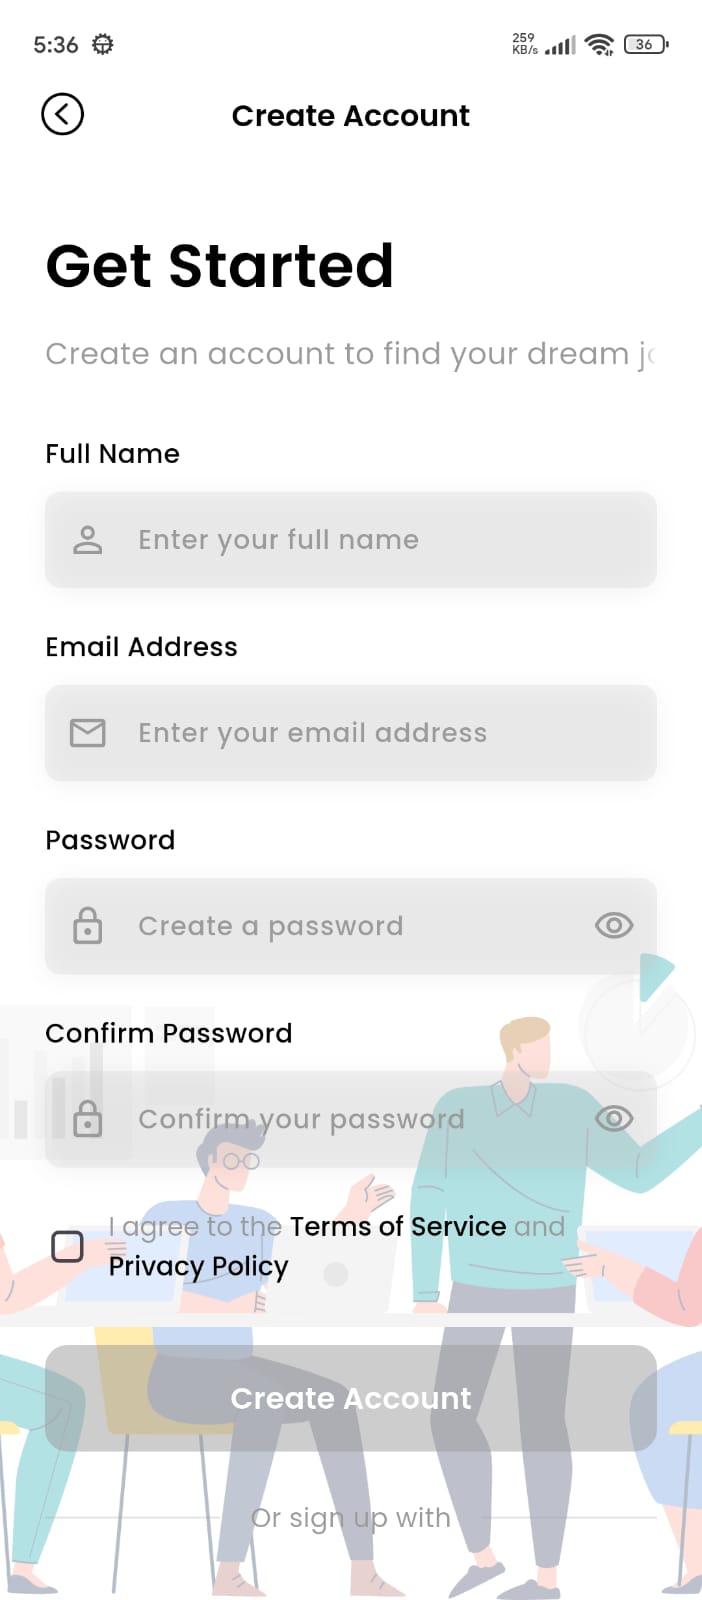 5:36
259
KB/s
36
Create Account
Get Started
Create an account to find your dream
Full Name
Enter your full name
Email Address
Enter your email address
Password
Create a password
Confirm Password
Confirm your password
I agree to the Terms of Service and
Privacy Policy
Create Account
Or sign up with